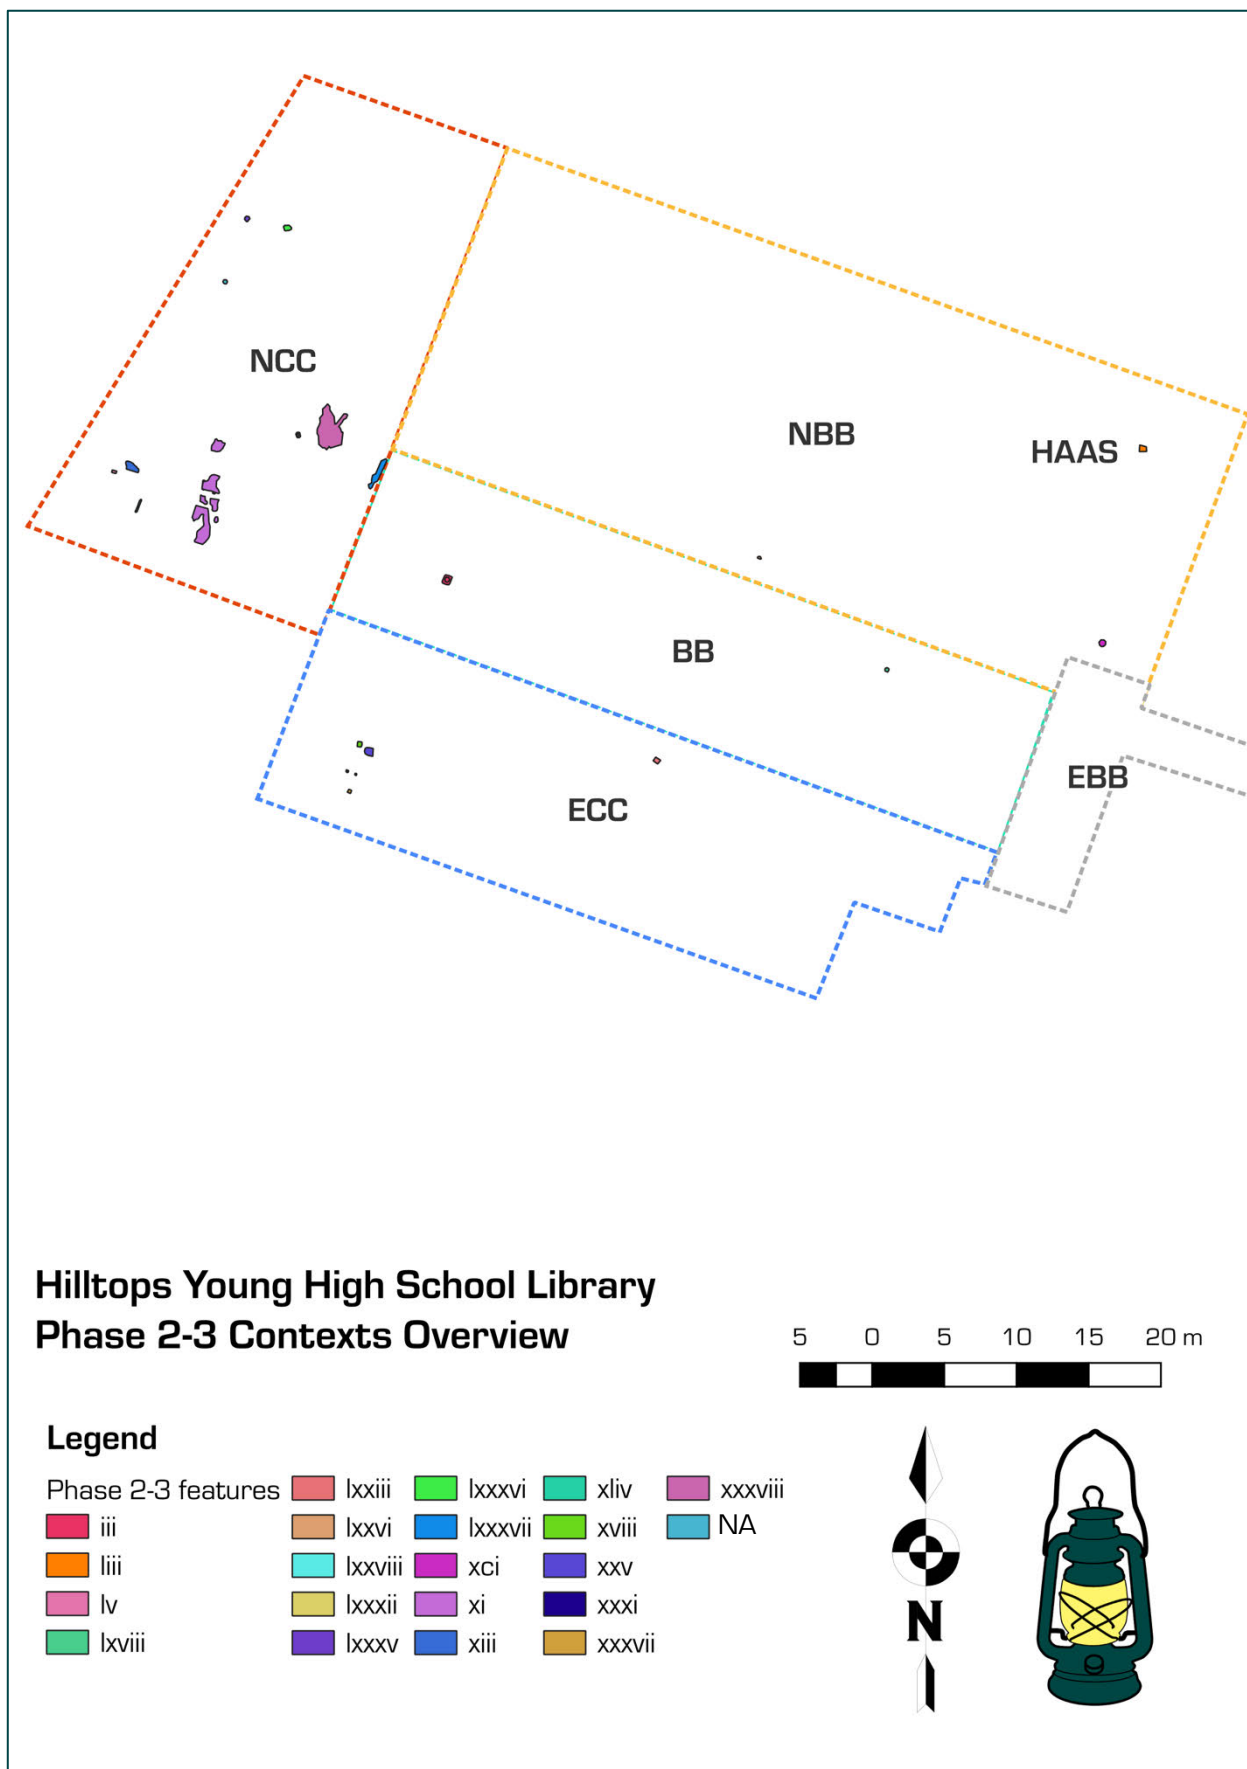 NCC
NBB
HAAS
BB
EBB
ECC
Hilltops Young High School Library
Phase 2-3 Contexts Overview
5 0 5 10 15 20 m
Legend
Phase 2-3 features
iii
liii
lv
lxviii
lxxiii
lxxvi
lxxviii
lxxxii
lxxxv
lxxxvi
lxxxvii
xci
xi
xiii
xliv
xviii
xxv
xxxi
xxxvii
xxxviii
NA
N